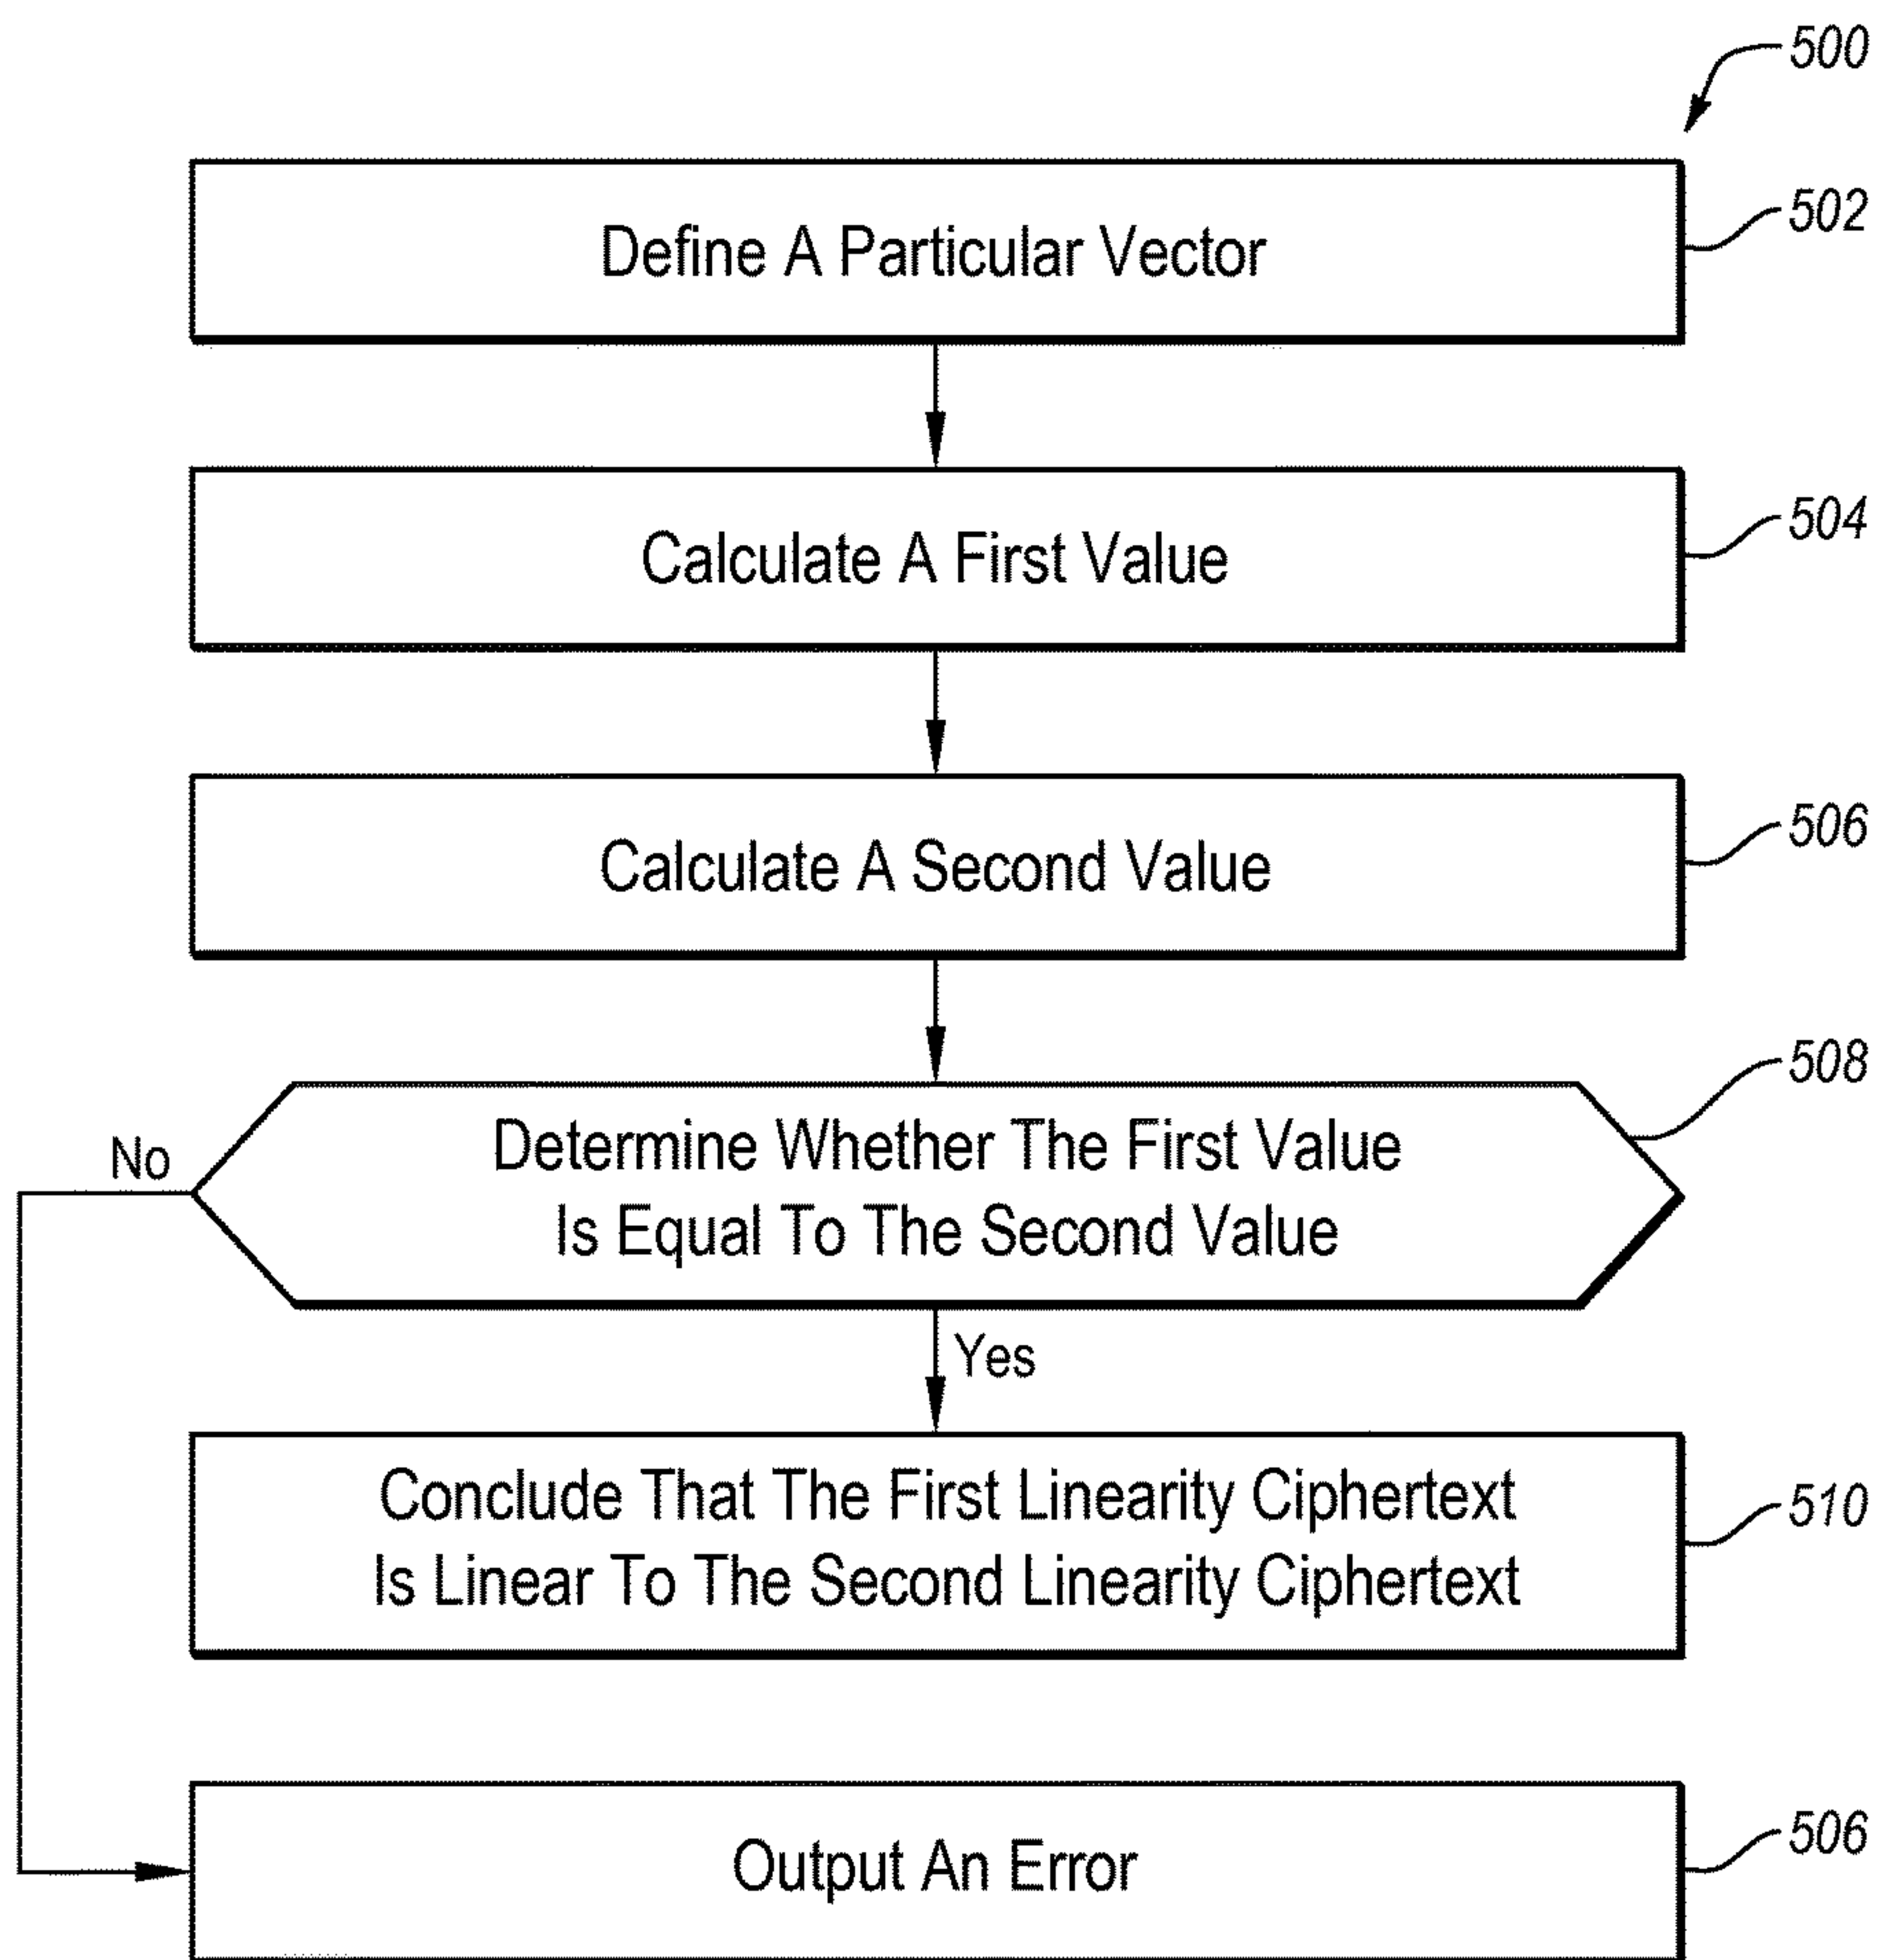 500
Define A Particular Vector
502
Calculate A First Value
504
Calculate A Second Value
506
Determine Whether The First Value
Is Equal To The Second Value
508
No
Yes
Conclude That The First Linearity Ciphertext
Is Linear To The Second Linearity Ciphertext
510
Output An Error
506